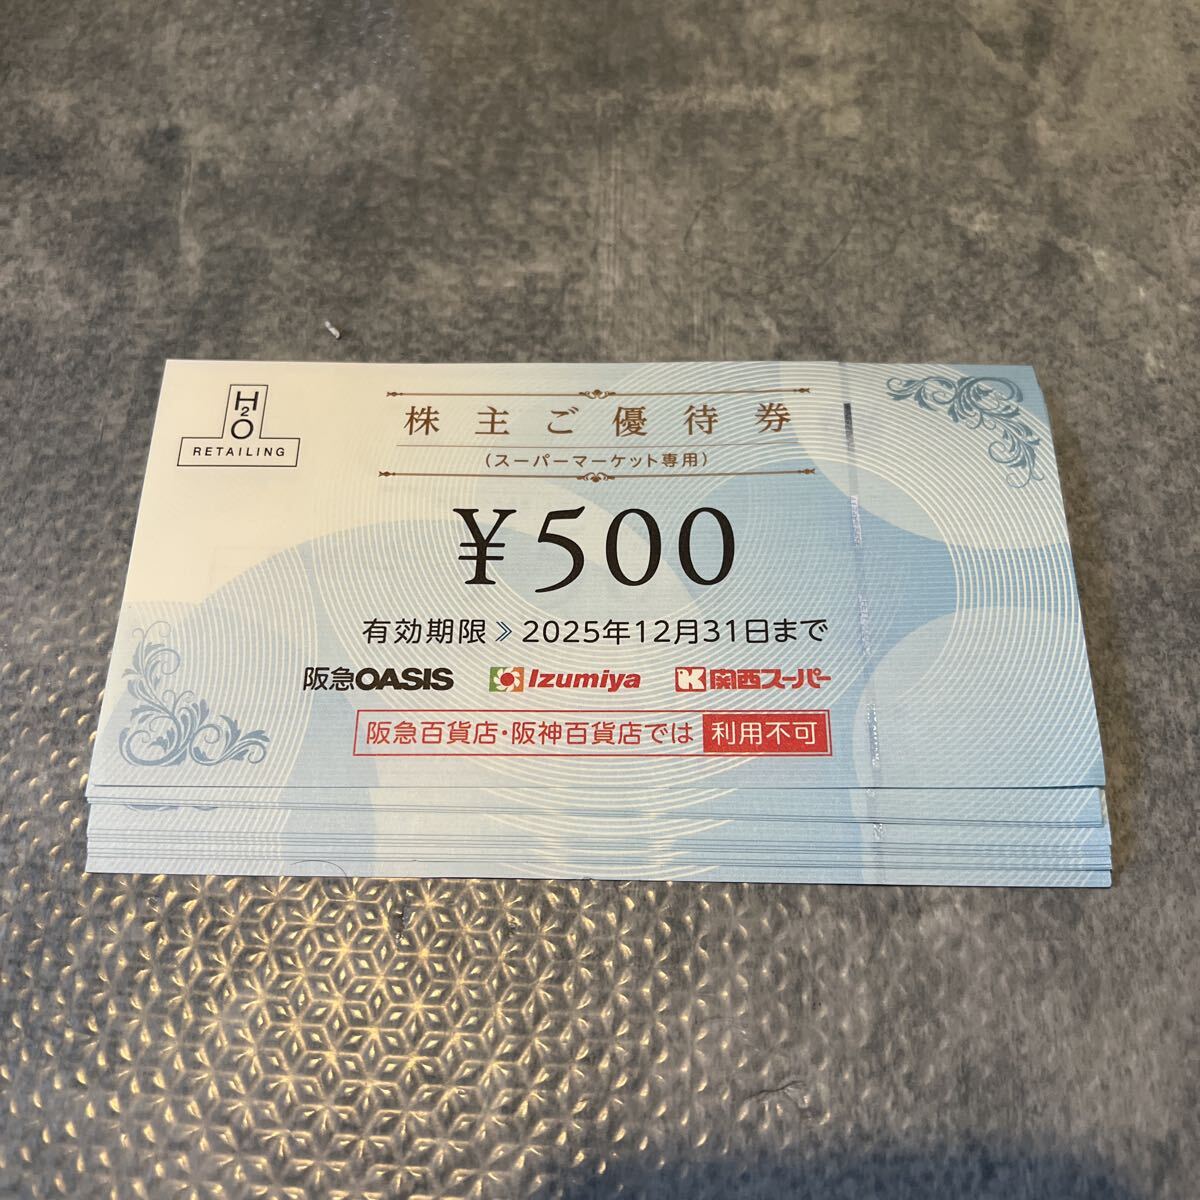 H2O
RETAILING
株主ご優待券
(スーパーマーケット専用)
¥500
有効期限≫2025年12月31日まで
阪急OASIS Izumiya K 関西スーパー
阪急百貨店・阪神百貨店では 利用不可